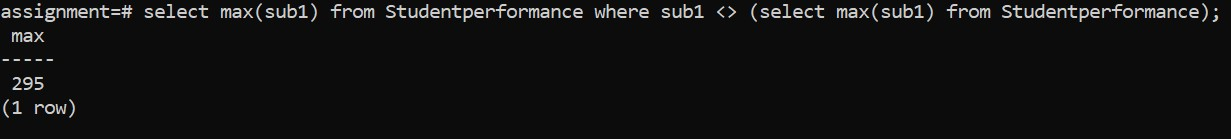 assignment=# select max(sub1) from Studentperformance where sub1 <> (select max(sub1) from Studentperformance);
 max
-----
 295
(1 row)